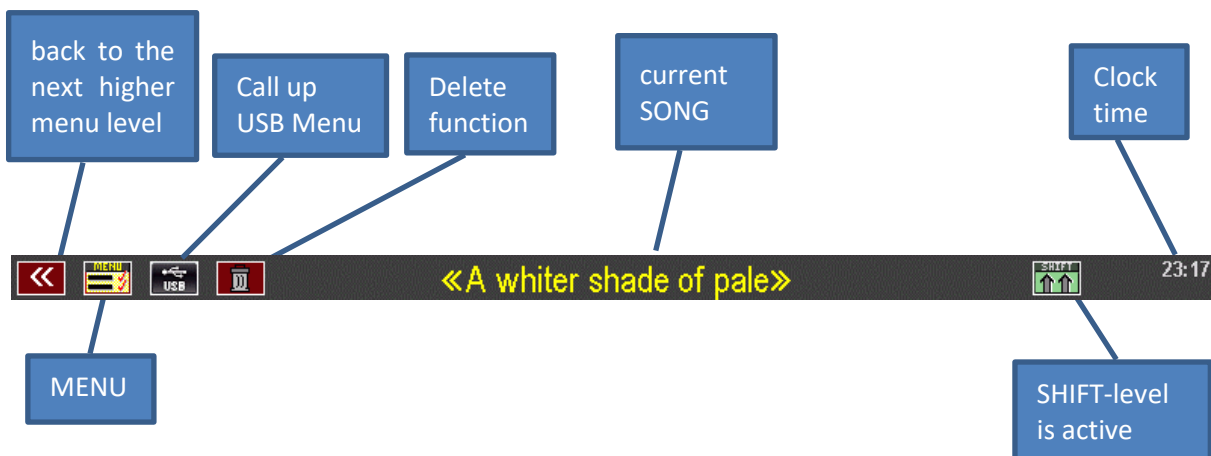 back to the
next higher
menu level
Call up
USB Menu
Delete
function
current
SONG
Clock
time
MENU
USB
«A whiter shade of pale»
SHIFT
23:17
MENU
SHIFT-level
is active